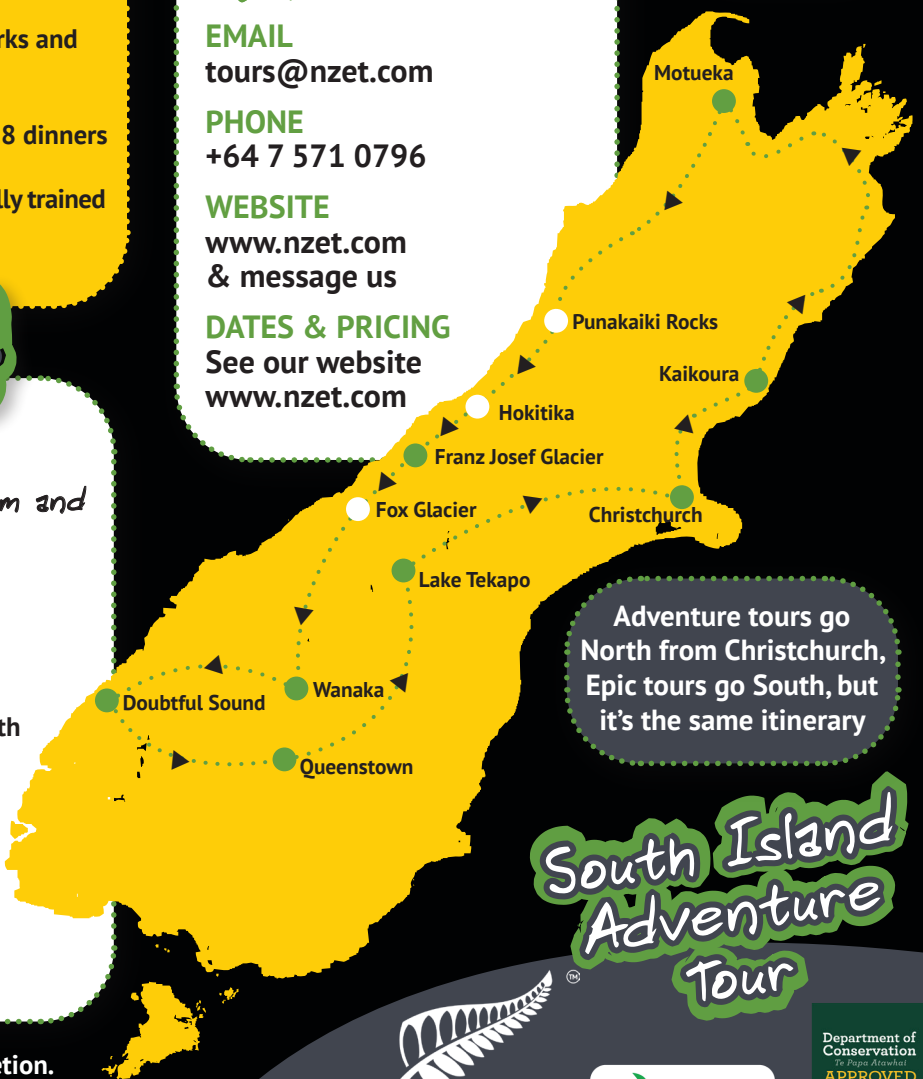 rks and
8 dinners
lly trained
m and
th
etion.
EMAIL
tours@nzet.com
PHONE
+64 7 571 0796
WEBSITE
www.nzet.com
& message us
DATES & PRICING
See our website
www.nzet.com
Motueka
Punakaiki Rocks
Kaikoura
Hokitika
Franz Josef Glacier
Fox Glacier
Christchurch
Lake Tekapo
Wanaka
Doubtful Sound
Queenstown
Adventure tours go
North from Christchurch,
Epic tours go South, but
it's the same itinerary
South Island
Adventure
Tour
TM
Department of
Conservation
Te Papa Atawhai
APPROVED